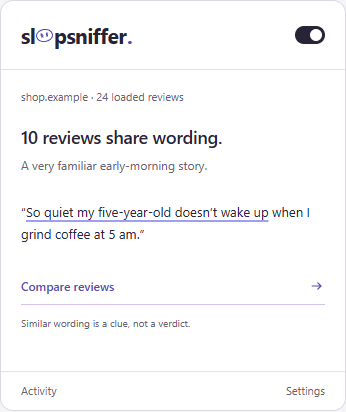 slopsniffer.
shop.example · 24 loaded reviews
10 reviews share wording.
A very familiar early-morning story.
“So quiet my five-year-old doesn’t wake up when I
grind coffee at 5 am.”
Compare reviews →
Similar wording is a clue, not a verdict.
Activity
Settings